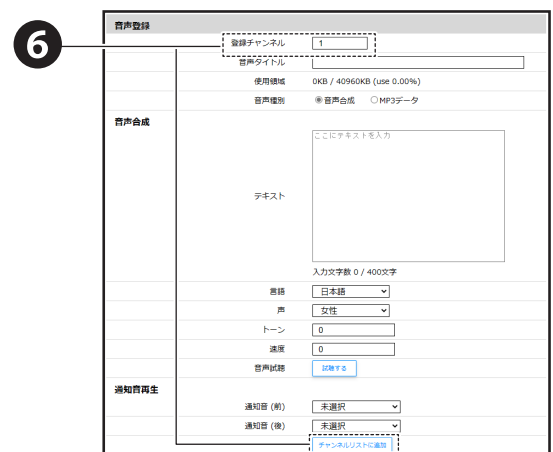 6
音声登録
登録チャンネル 1
音声タイトル
使用領域 0KB / 40960KB (use 0.00%)
音声種別 音声合成 MP3データ
音声合成
ここにテキストを入力
テキスト
入力文字数 0 / 400文字
言語 日本語
声 女性
トーン 0
速度 0
音声試聴 試聴する
通知音再生
通知音 (前) 未選択
通知音 (後) 未選択
チャンネルリストに追加